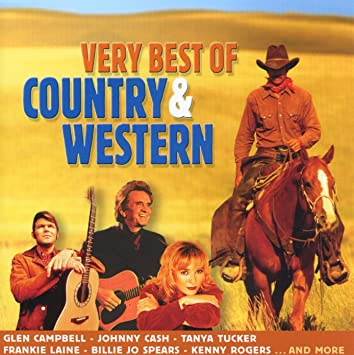 VERY BEST OF
COUNTRY &
WESTERN
GLEN CAMPBELL - JOHNNY CASH - TANYA TUCKER
FRANKIE LAINE - BILLIE JO SPEARS - KENNY ROGERS ... AND MORE